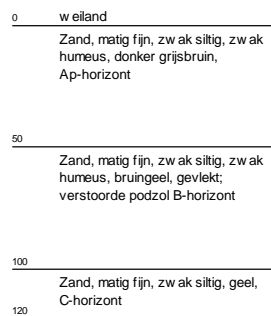 0 weiland
Zand, matig fijn, zwak siltig, zwak
humeus, donker grijsbruin,
Ap-horizont
50
Zand, matig fijn, zwak siltig, zwak
humeus, bruingeel, gevlekt;
verstoorde podzol B-horizont
100
Zand, matig fijn, zwak siltig, geel,
C-horizont
120